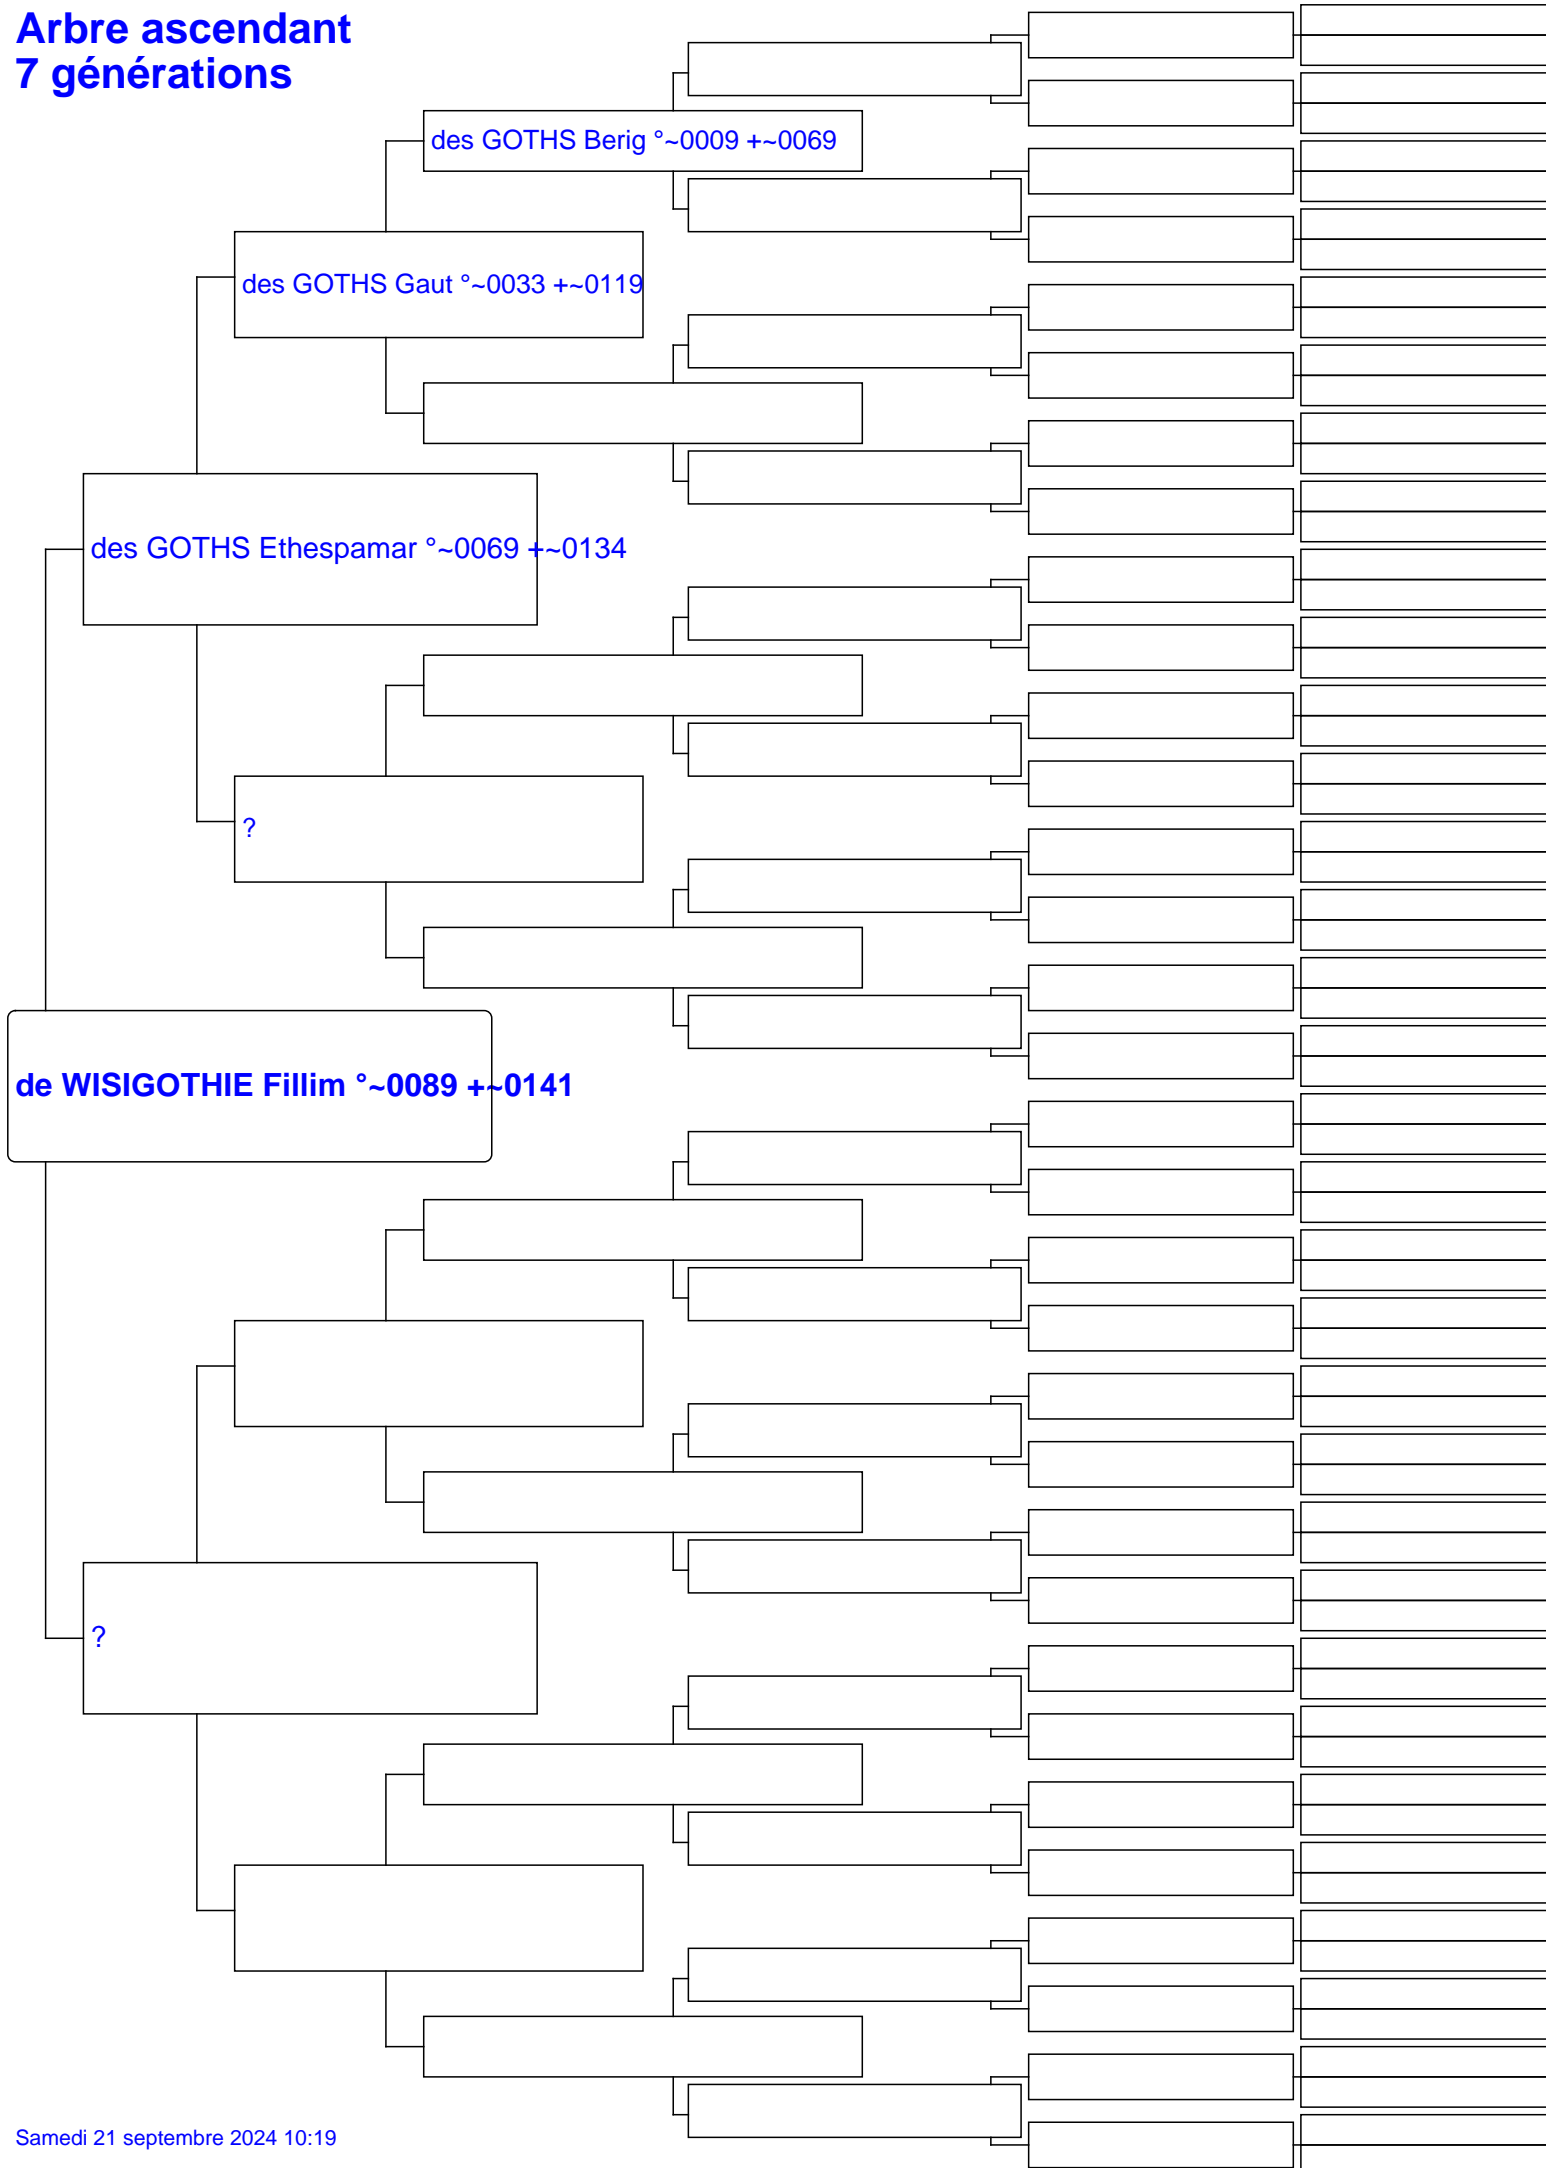 Arbre ascendant
7 générations
des GOTHS Berig °~0009 +~0069
des GOTHS Gaut °~0033 +~0119
des GOTHS Ethespamar °~0069 +~0134
?
de WISIGOTHIE Fillim °~0089 +~0141
?
Samedi 21 septembre 2024 10:19